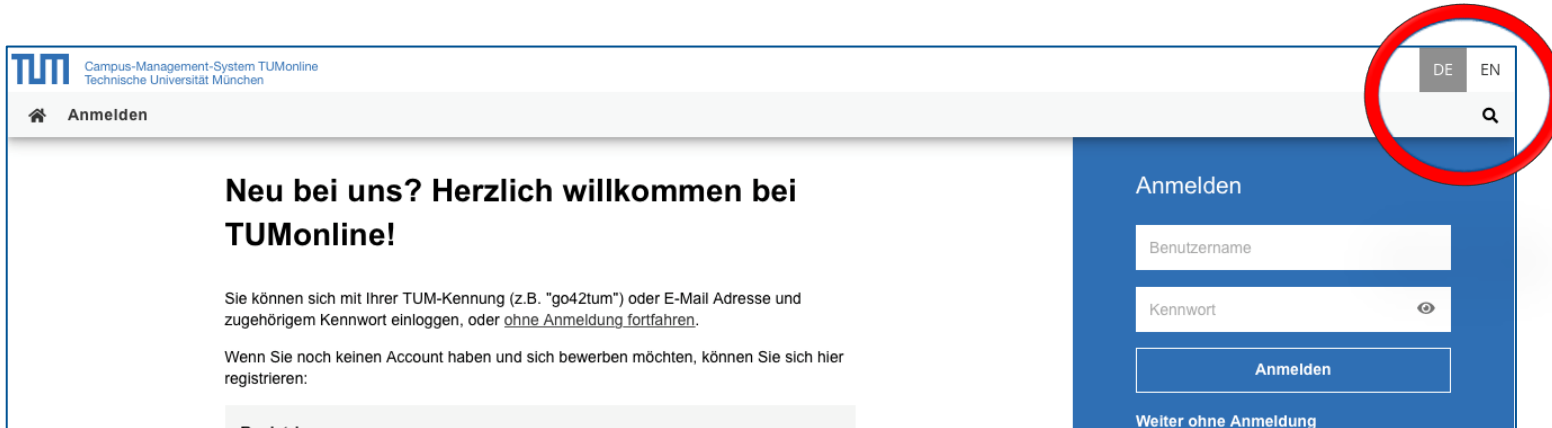 TUM
Campus-Management-System TUMonline
Technische Universität München
DE EN
Anmelden
Neu bei uns? Herzlich willkommen bei
TUMonline!
Sie können sich mit Ihrer TUM-Kennung (z.B. "go42tum") oder E-Mail Adresse und
zugehörigem Kennwort einloggen, oder ohne Anmeldung fortfahren.
Wenn Sie noch keinen Account haben und sich bewerben möchten, können Sie sich hier
registrieren:
Anmelden
Benutzername
Kennwort
Anmelden
Weiter ohne Anmeldung